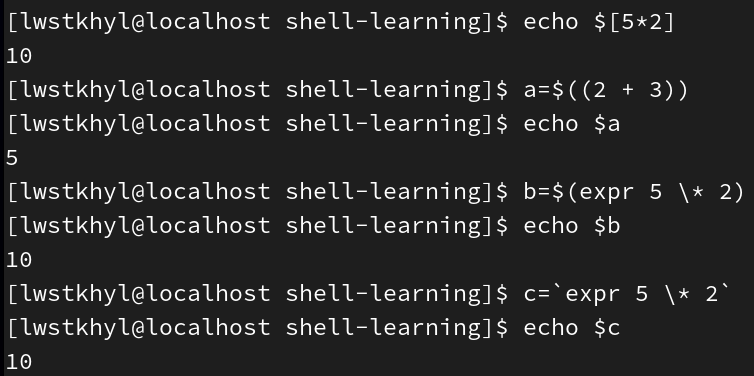 [lwstkhyl@localhost shell-learning]$ echo $[5*2]
10
[lwstkhyl@localhost shell-learning]$ a=$((2 + 3))
[lwstkhyl@localhost shell-learning]$ echo $a
5
[lwstkhyl@localhost shell-learning]$ b=$(expr 5 \* 2)
[lwstkhyl@localhost shell-learning]$ echo $b
10
[lwstkhyl@localhost shell-learning]$ c=`expr 5 \* 2`
[lwstkhyl@localhost shell-learning]$ echo $c
10